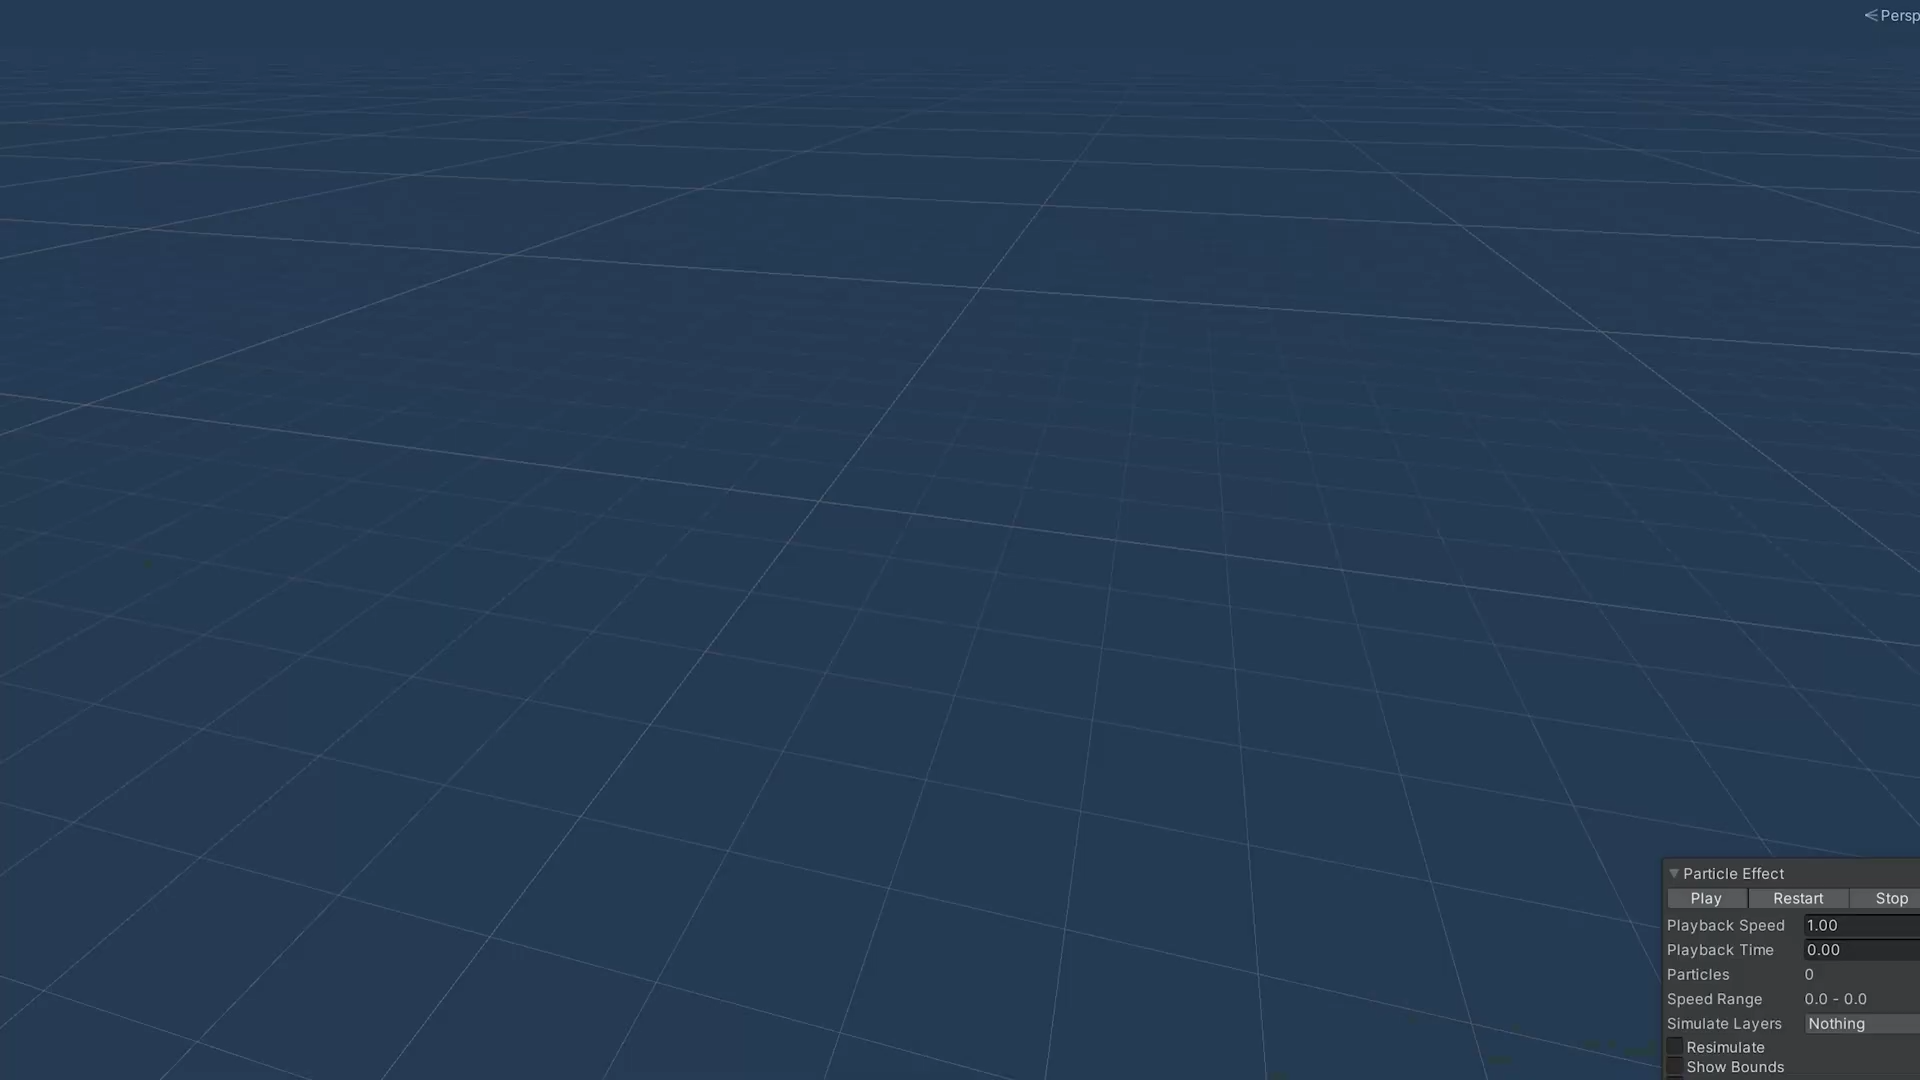 Persp
Particle Effect
Play Restart Stop
Playback Speed 1.00
Playback Time 0.00
Particles 0
Speed Range 0.0 - 0.0
Simulate Layers Nothing
Resimulate
Show Bounds